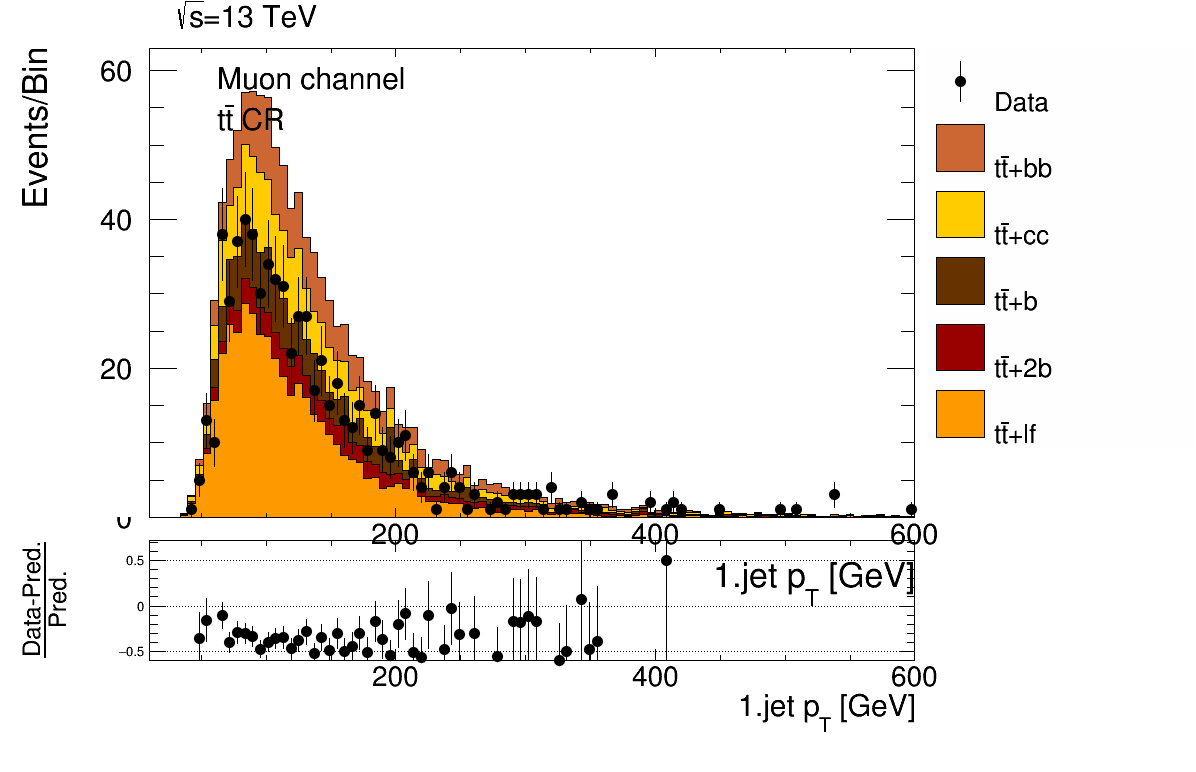 √s=13 TeV
Events/Bin
60
40
20
0
Muon channel
tt̄ CR
Data
tt̄+bb
tt̄+cc
tt̄+b
tt̄+2b
tt̄+lf
200 400 600
1.jet p_T [GeV]
Data-Pred.
Pred.
0.5
0
−0.5
200 400 600
1.jet p_T [GeV]